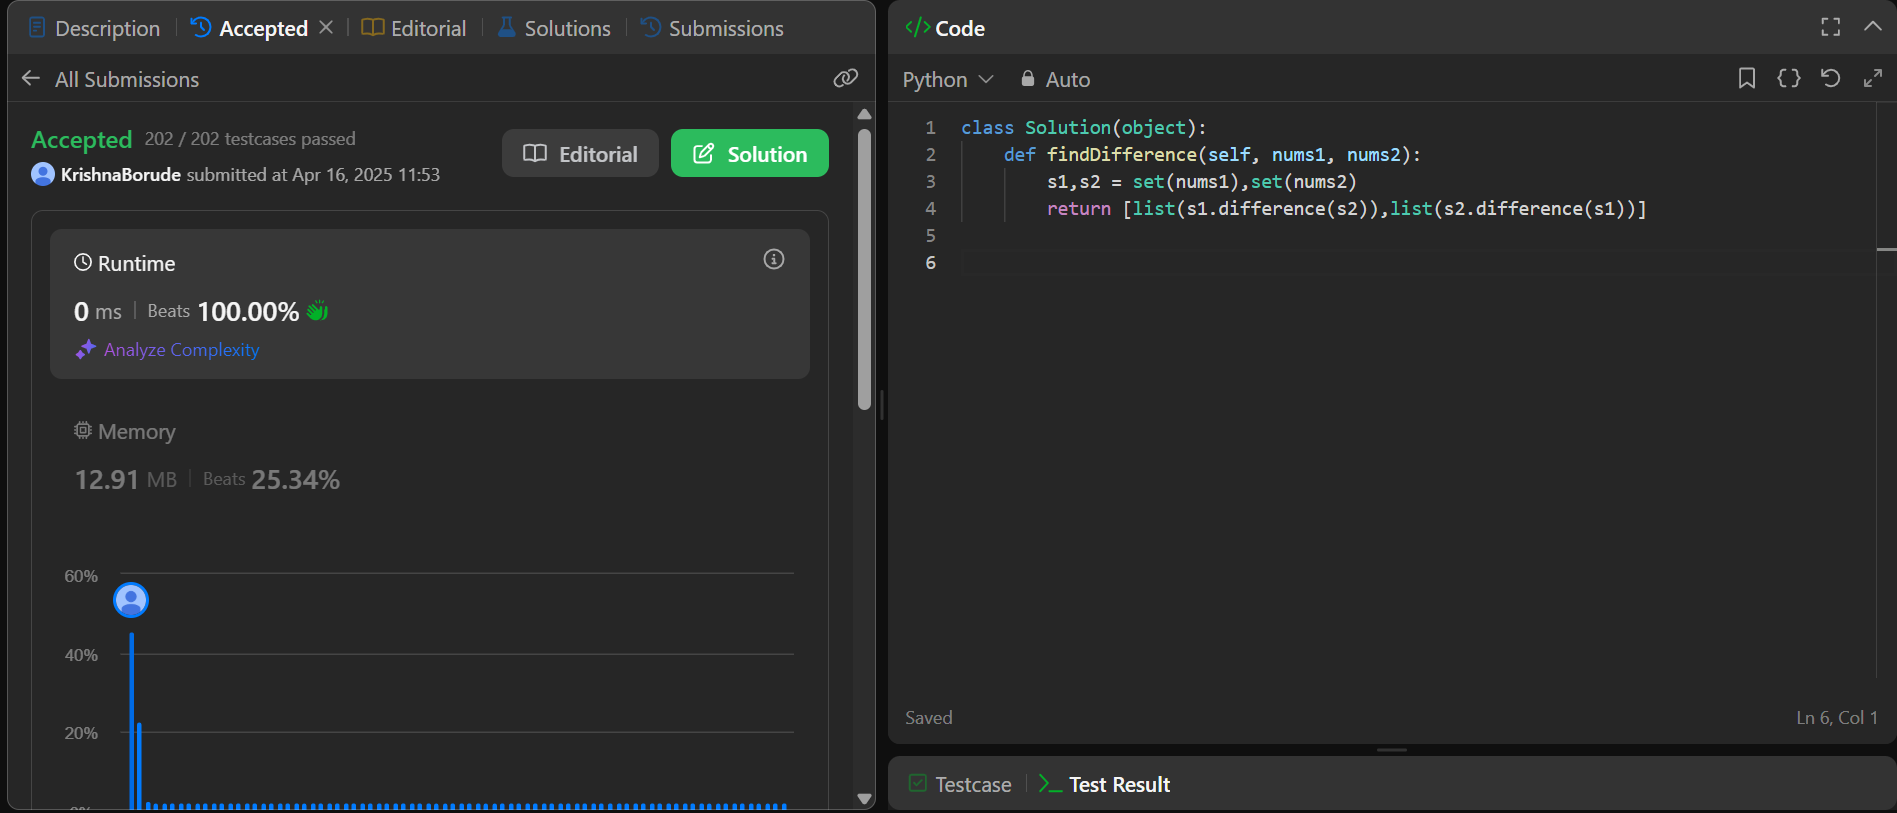 Description Accepted Editorial Solutions Submissions
All Submissions
Accepted 202 / 202 testcases passed
KrishnaBorude submitted at Apr 16, 2025 11:53
Editorial
Solution
Runtime
0 ms Beats 100.00%
Analyze Complexity
Memory
12.91 MB Beats 25.34%
60%
40%
20%
</> Code
Python Auto
1 class Solution(object):
2 def findDifference(self, nums1, nums2):
3 s1,s2 = set(nums1),set(nums2)
4 return [list(s1.difference(s2)),list(s2.difference(s1))]
5
6
Saved Ln 6, Col 1
Testcase Test Result